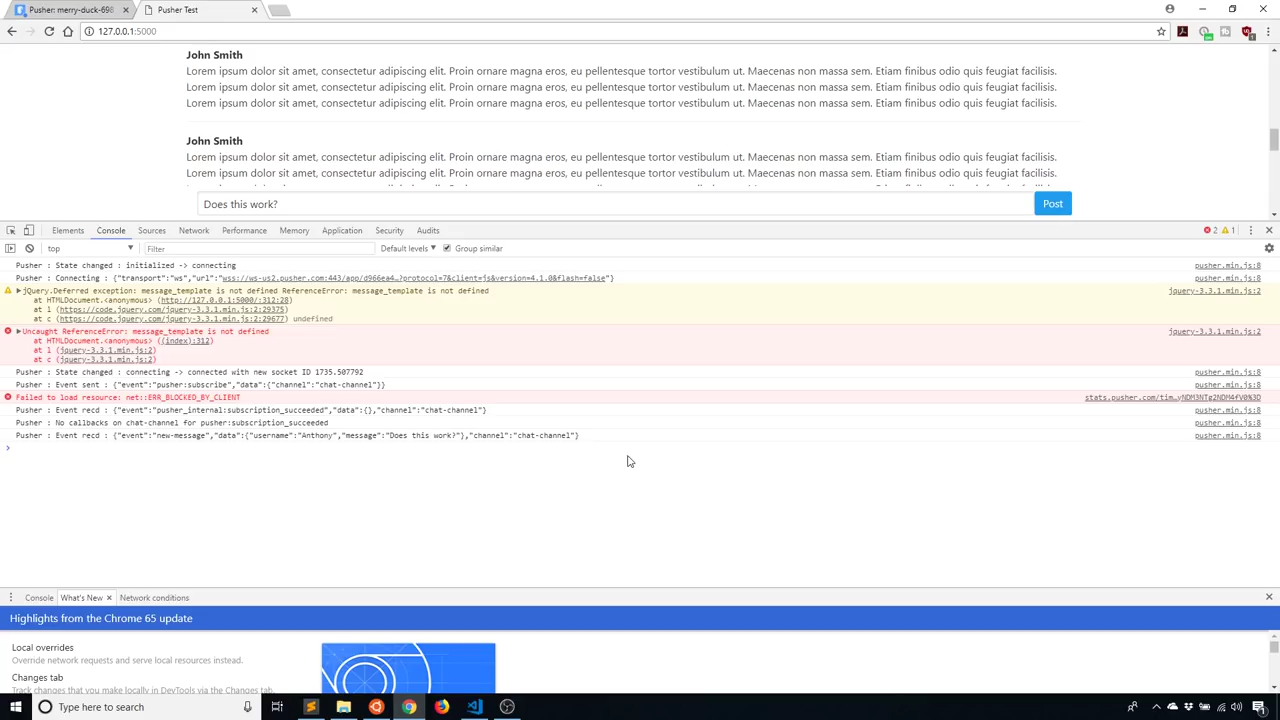 Pusher: merry-duck-698
Pusher Test
127.0.0.1:5000
John Smith
Lorem ipsum dolor sit amet, consectetur adipiscing elit. Proin ornare magna eros, eu pellentesque tortor vestibulum ut. Maecenas non massa sem. Etiam finibus odio quis feugiat facilisis.
Lorem ipsum dolor sit amet, consectetur adipiscing elit. Proin ornare magna eros, eu pellentesque tortor vestibulum ut. Maecenas non massa sem. Etiam finibus odio quis feugiat facilisis.
Lorem ipsum dolor sit amet, consectetur adipiscing elit. Proin ornare magna eros, eu pellentesque tortor vestibulum ut. Maecenas non massa sem. Etiam finibus odio quis feugiat facilisis.
John Smith
Lorem ipsum dolor sit amet, consectetur adipiscing elit. Proin ornare magna eros, eu pellentesque tortor vestibulum ut. Maecenas non massa sem. Etiam finibus odio quis feugiat facilisis.
Lorem ipsum dolor sit amet, consectetur adipiscing elit. Proin ornare magna eros, eu pellentesque tortor vestibulum ut. Maecenas non massa sem. Etiam finibus odio quis feugiat facilisis.
Does this work? Post
Elements Console Sources Network Performance Memory Application Security Audits 2 1
top Filter Default levels Group similar
Pusher : State changed : initialized -> connecting pusher.min.js:8
Pusher : Connecting : {"transport":"ws","url":"wss://ws-us2.pusher.com:443/app/d966ea4…?protocol=7&client=js&version=4.1.0&flash=false"} pusher.min.js:8
jQuery.Deferred exception: message_template is not defined ReferenceError: message_template is not defined jquery-3.3.1.min.js:2
at HTMLDocument.<anonymous> (http://127.0.0.1:5000/:312:28)
at l (https://code.jquery.com/jquery-3.3.1.min.js:2:29375)
at c (https://code.jquery.com/jquery-3.3.1.min.js:2:29677) undefined
Uncaught ReferenceError: message_template is not defined jquery-3.3.1.min.js:2
at HTMLDocument.<anonymous> ((index):312)
at l (jquery-3.3.1.min.js:2)
at c (jquery-3.3.1.min.js:2)
Pusher : State changed : connecting -> connected with new socket ID 1735.507792 pusher.min.js:8
Pusher : Event sent : {"event":"pusher:subscribe","data":{"channel":"chat-channel"}} pusher.min.js:8
Failed to load resource: net::ERR_BLOCKED_BY_CLIENT stats.pusher.com/tim…yNDM3NTg2NDM4fV0%3D
Pusher : Event recd : {"event":"pusher_internal:subscription_succeeded","data":{},"channel":"chat-channel"} pusher.min.js:8
Pusher : No callbacks on chat-channel for pusher:subscription_succeeded pusher.min.js:8
Pusher : Event recd : {"event":"new-message","data":{"username":"Anthony","message":"Does this work?"},"channel":"chat-channel"} pusher.min.js:8
Console What's New Network conditions
Highlights from the Chrome 65 update
Local overrides
Override network requests and serve local resources instead.
Changes tab
Track changes that you make locally in DevTools via the Changes tab.
Type here to search